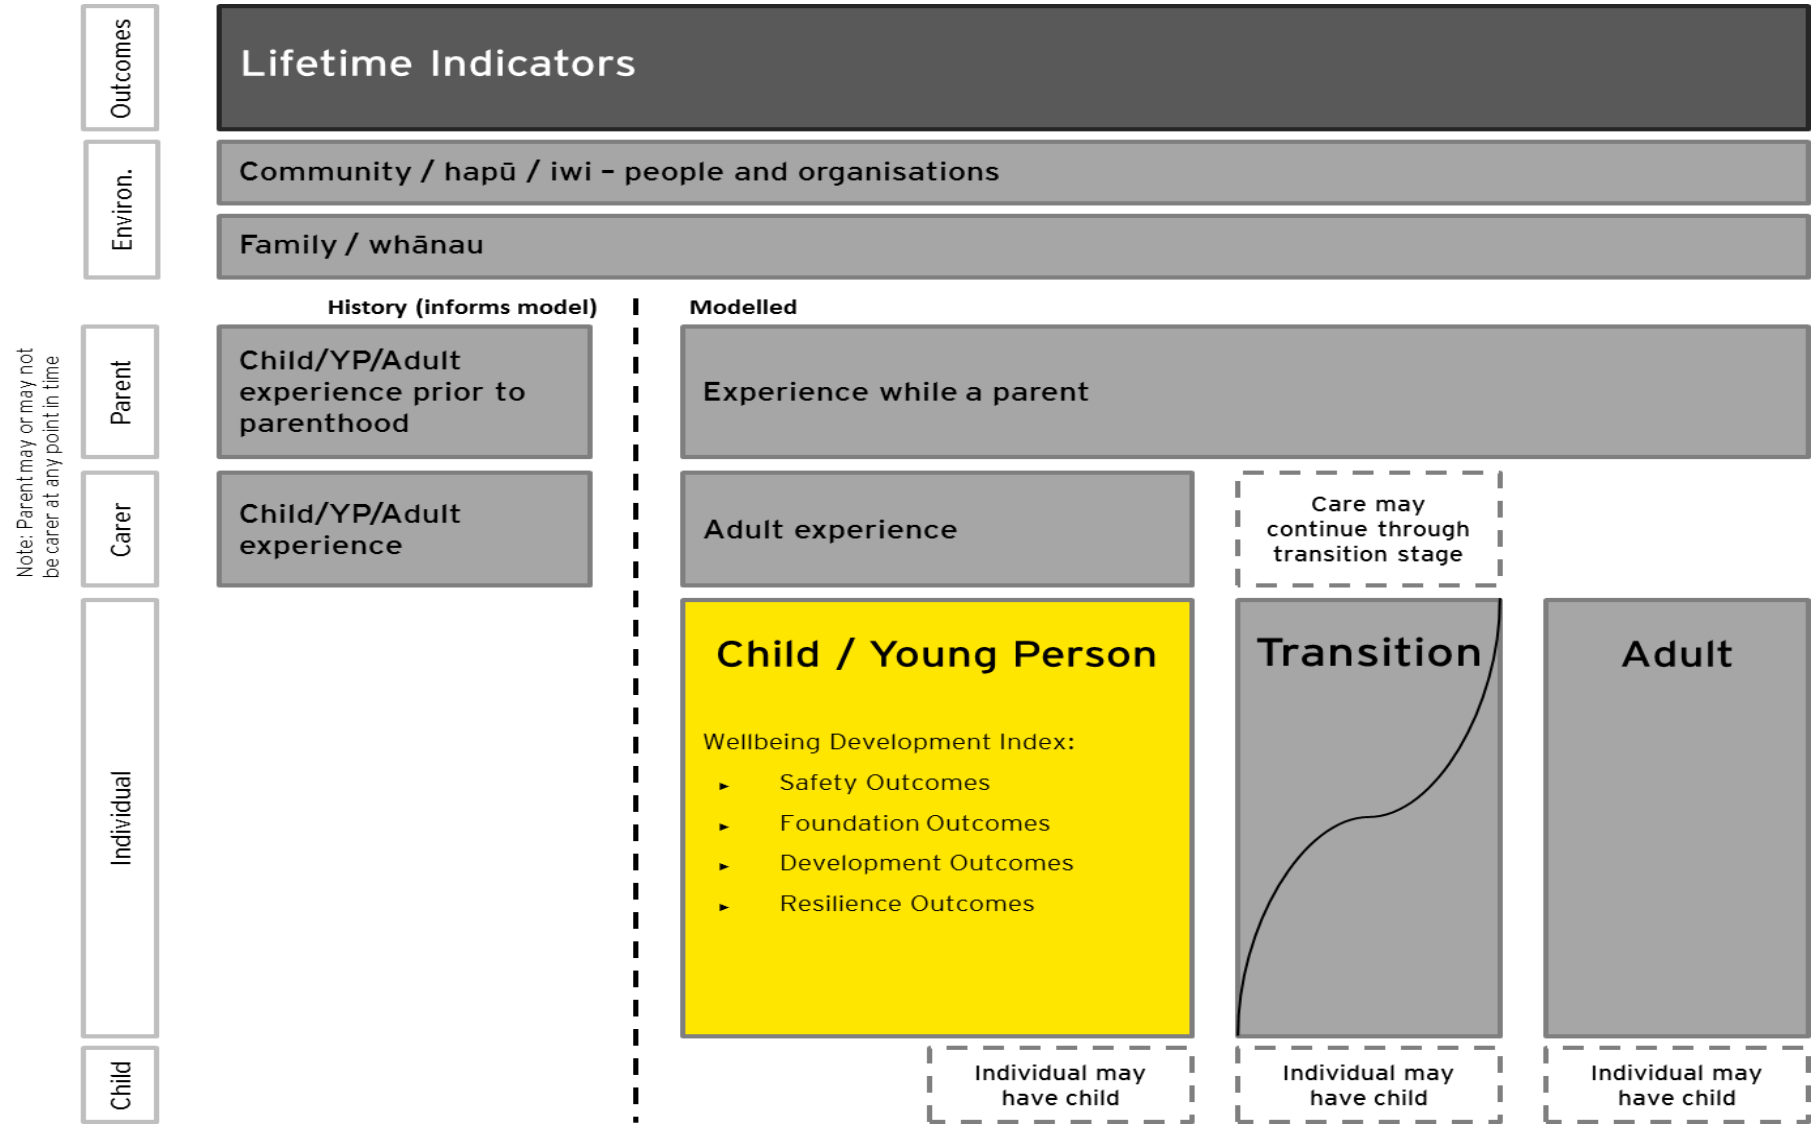 Outcomes
Lifetime Indicators
Environ.
Community / hapū / iwi – people and organisations
Family / whānau
History (informs model)
Modelled
Note: Parent may or may not
be carer at any point in time
Parent
Child/YP/Adult
experience prior to
parenthood
Experience while a parent
Carer
Child/YP/Adult
experience
Adult experience
Care may
continue through
transition stage
Individual
Child / Young Person
Wellbeing Development Index:
► Safety Outcomes
► Foundation Outcomes
► Development Outcomes
► Resilience Outcomes
Transition
Adult
Child
Individual may
have child
Individual may
have child
Individual may
have child